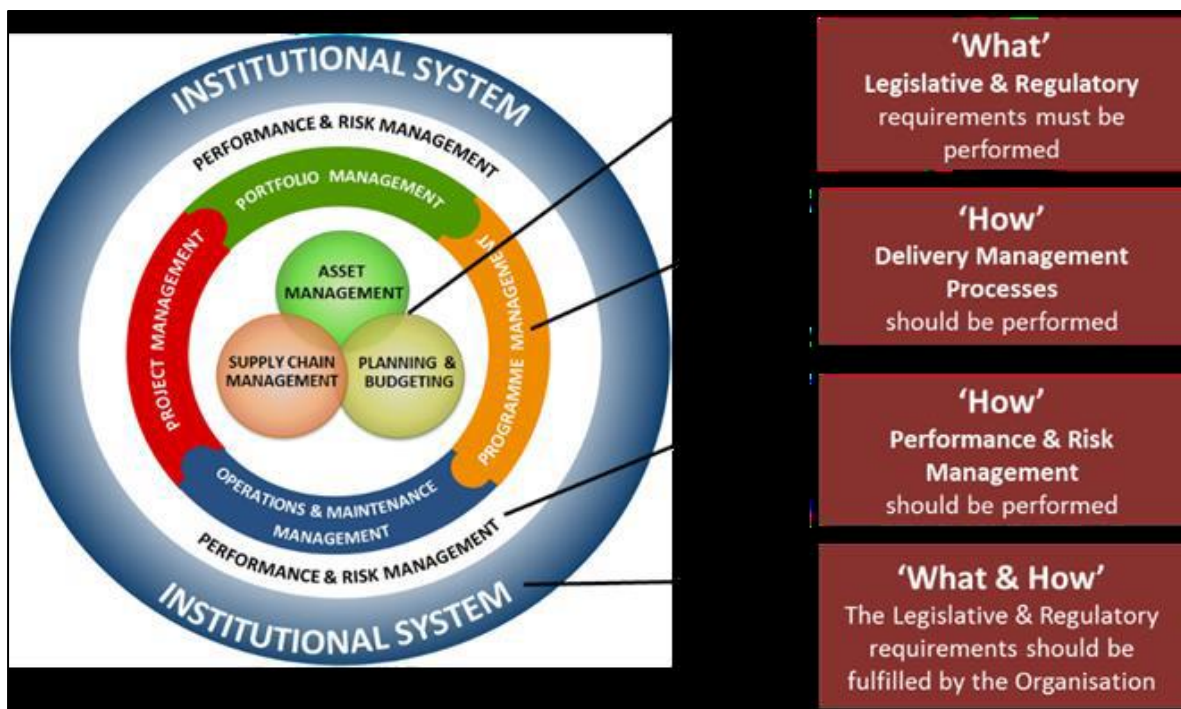 INSTITUTIONAL SYSTEM
PERFORMANCE & RISK MANAGEMENT
PORTFOLIO MANAGEMENT
PROJECT MANAGEMENT
PROGRAMME MANAGEMENT
ASSET
MANAGEMENT
SUPPLY CHAIN
MANAGEMENT
PLANNING &
BUDGETING
OPERATIONS & MAINTENANCE
MANAGEMENT
PERFORMANCE & RISK MANAGEMENT
INSTITUTIONAL SYSTEM
‘What’
Legislative & Regulatory
requirements must be
performed
‘How’
Delivery Management
Processes
should be performed
‘How’
Performance & Risk
Management
should be performed
‘What & How’
The Legislative & Regulatory
requirements should be
fulfilled by the Organisation